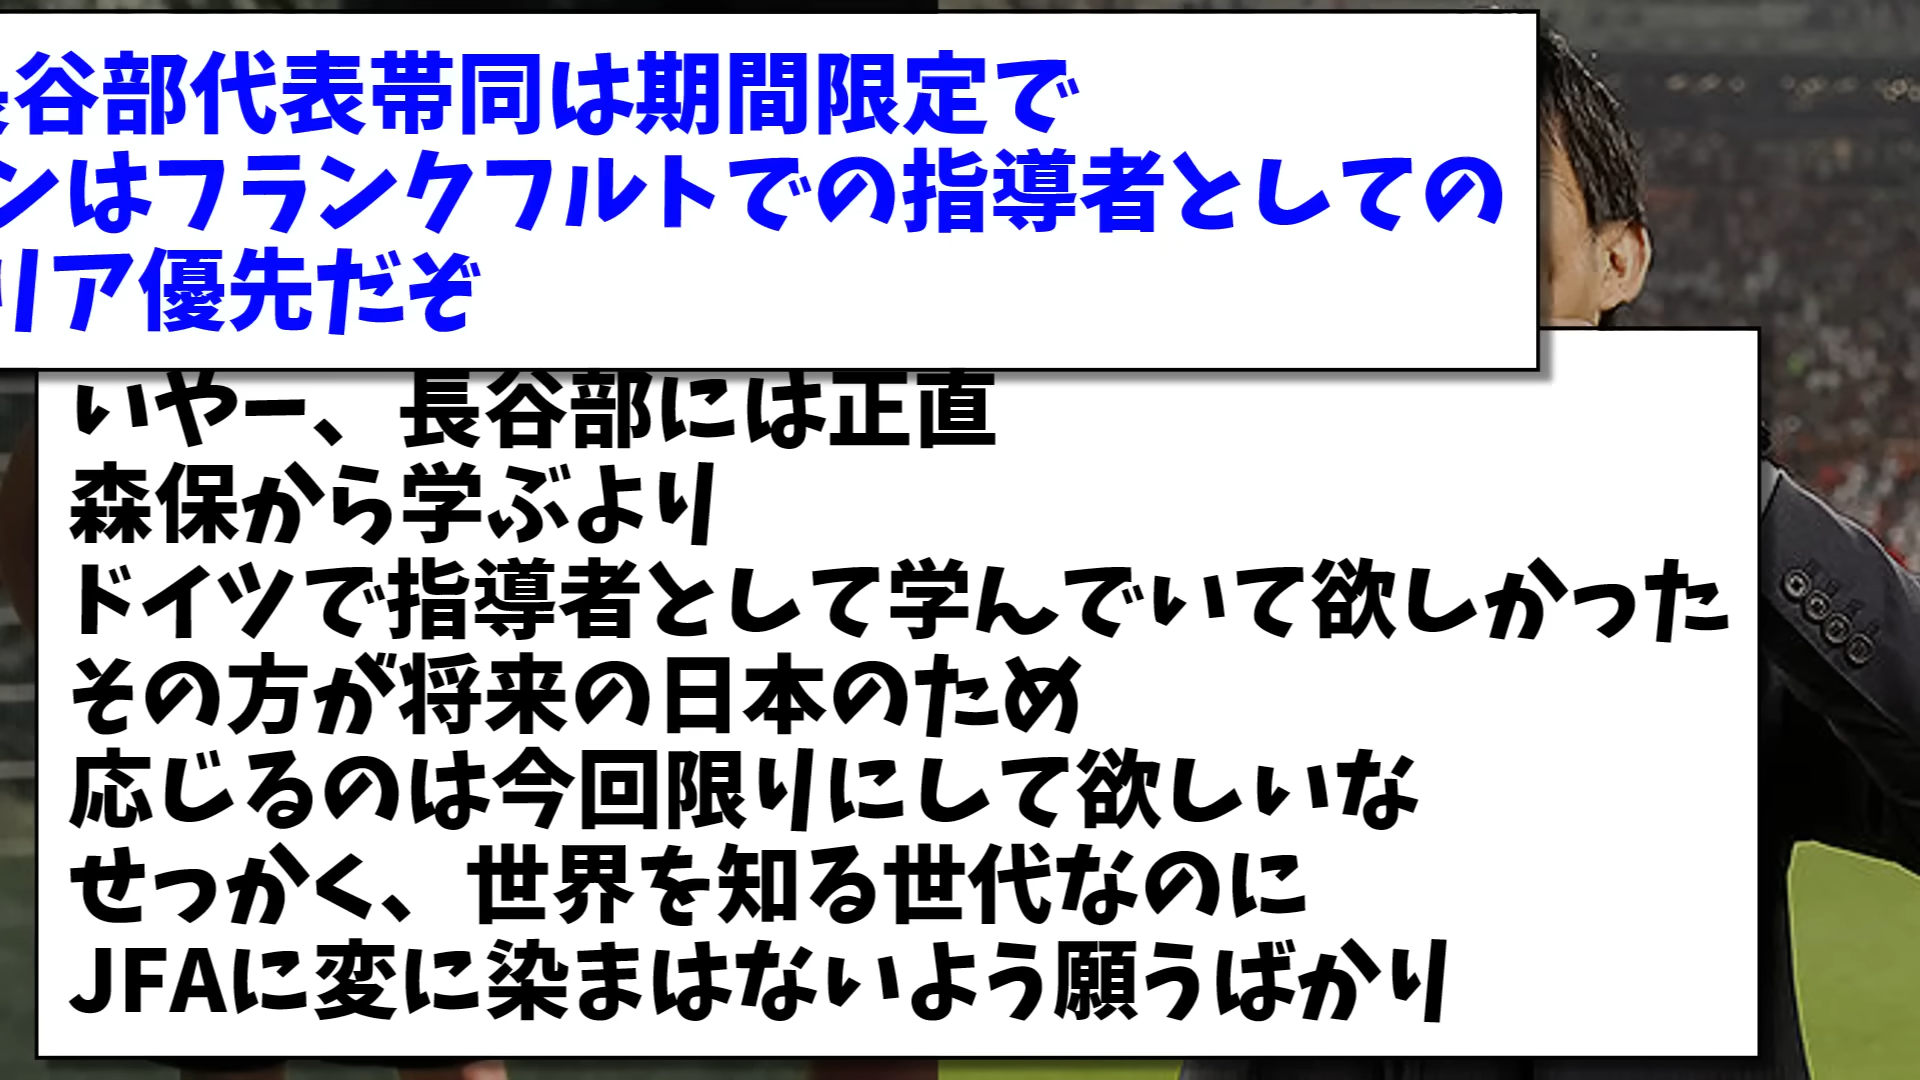 谷部代表帯同は期間限定で
ンはフランクフルトでの指導者としての
リア優先だぞ
いやー、長谷部には正直
森保から学ぶより
ドイツで指導者として学んでいて欲しかった
その方が将来の日本のため
応じるのは今回限りにして欲しいな
せっかく、世界を知る世代なのに
JFAに変に染まはないよう願うばかり